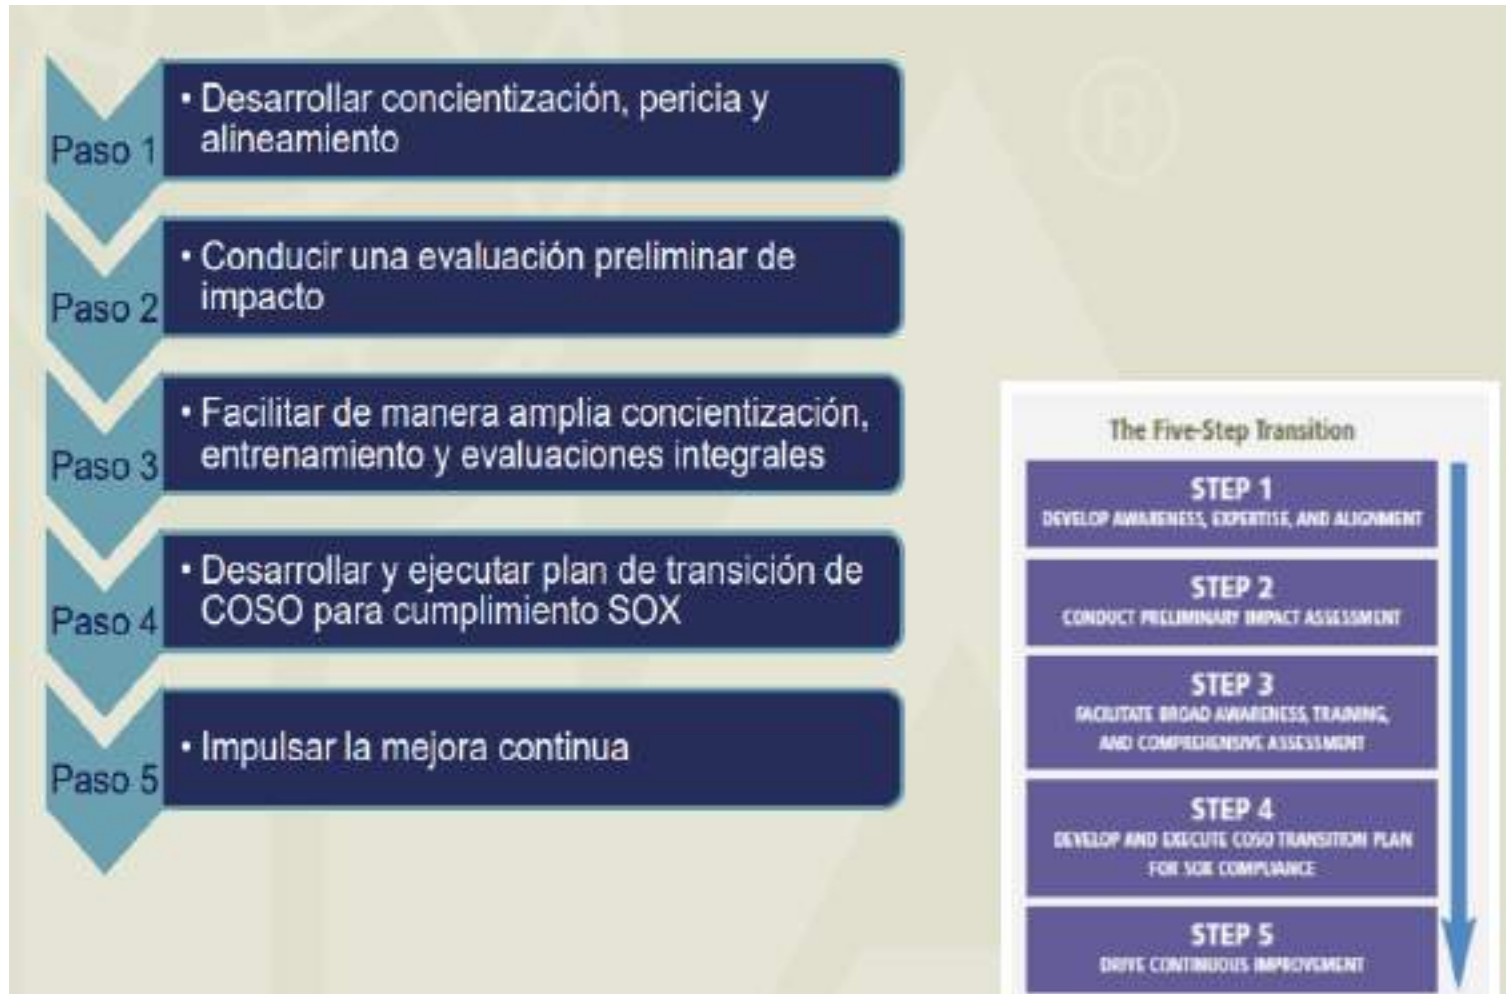 Paso 1
• Desarrollar concientización, pericia y
alineamiento
Paso 2
• Conducir una evaluación preliminar de
impacto
Paso 3
• Facilitar de manera amplia concientización,
entrenamiento y evaluaciones integrales
Paso 4
• Desarrollar y ejecutar plan de transición de
COSO para cumplimiento SOX
Paso 5
• Impulsar la mejora continua
®
The Five-Step Transition
STEP 1
DEVELOP AWARENESS, EXPERTISE, AND ALIGNMENT
STEP 2
CONDUCT PRELIMINARY IMPACT ASSESSMENT
STEP 3
FACILITATE BROAD AWARENESS, TRAINING,
AND COMPREHENSIVE ASSESSMENT
STEP 4
DEVELOP AND EXECUTE COSO TRANSITION PLAN
FOR SOX COMPLIANCE
STEP 5
DRIVE CONTINUOUS IMPROVEMENT